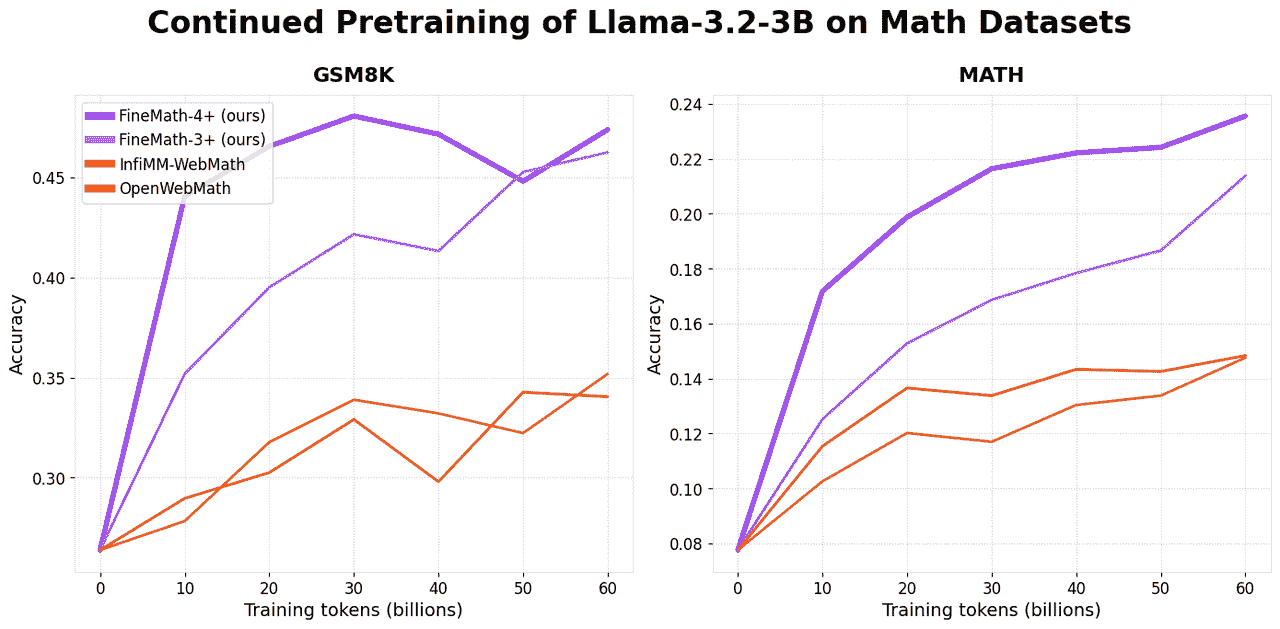 Continued Pretraining of Llama-3.2-3B on Math Datasets
GSM8K
FineMath-4+ (ours)
FineMath-3+ (ours)
InfiMM-WebMath
OpenWebMath
0.45
0.40
0.35
0.30
Accuracy
0 10 20 30 40 50 60
Training tokens (billions)
MATH
0.24
0.22
0.20
0.18
0.16
0.14
0.12
0.10
0.08
Accuracy
0 10 20 30 40 50 60
Training tokens (billions)